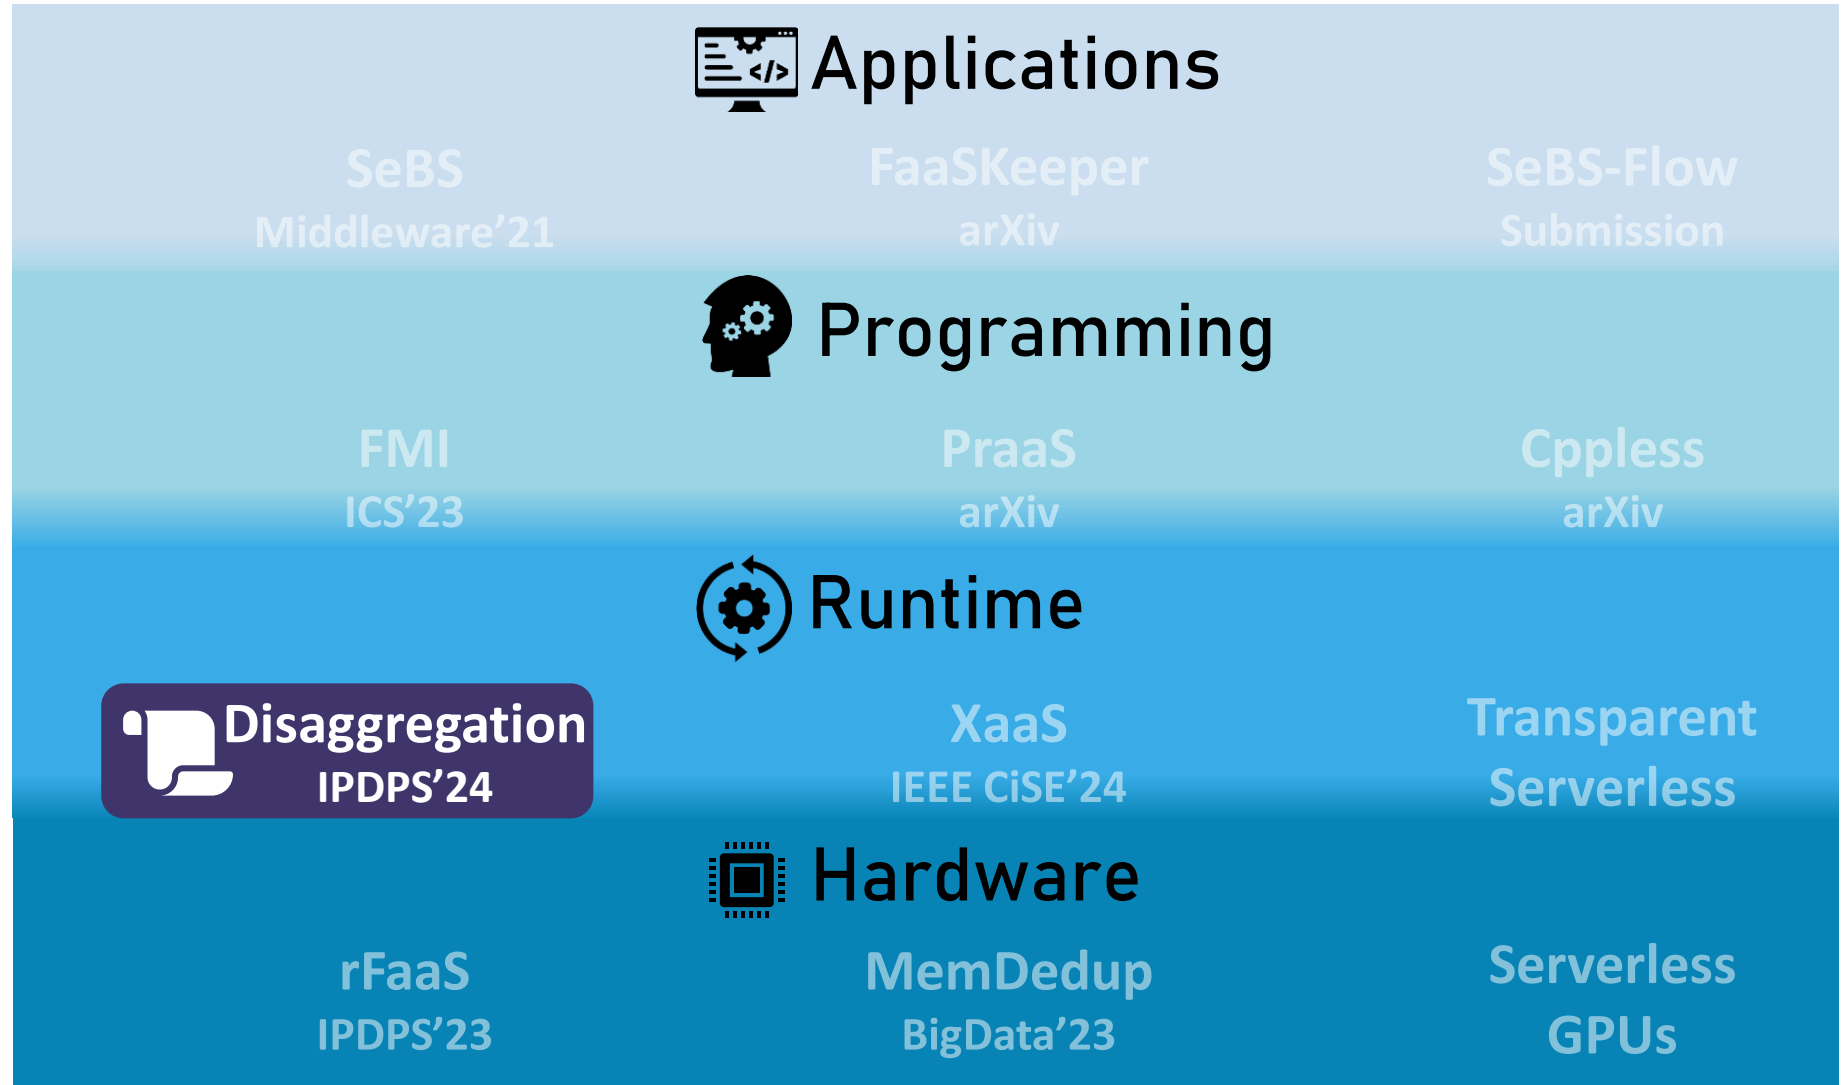 </> Applications
SeBS FaaSKeeper SeBS-Flow
Middleware’21 arXiv Submission
Programming
FMI PraaS Cppless
ICS’23 arXiv arXiv
Runtime
Disaggregation XaaS Transparent
IPDPS’24 IEEE CiSE’24 Serverless
Hardware
rFaaS MemDedup Serverless
IPDPS’23 BigData’23 GPUs